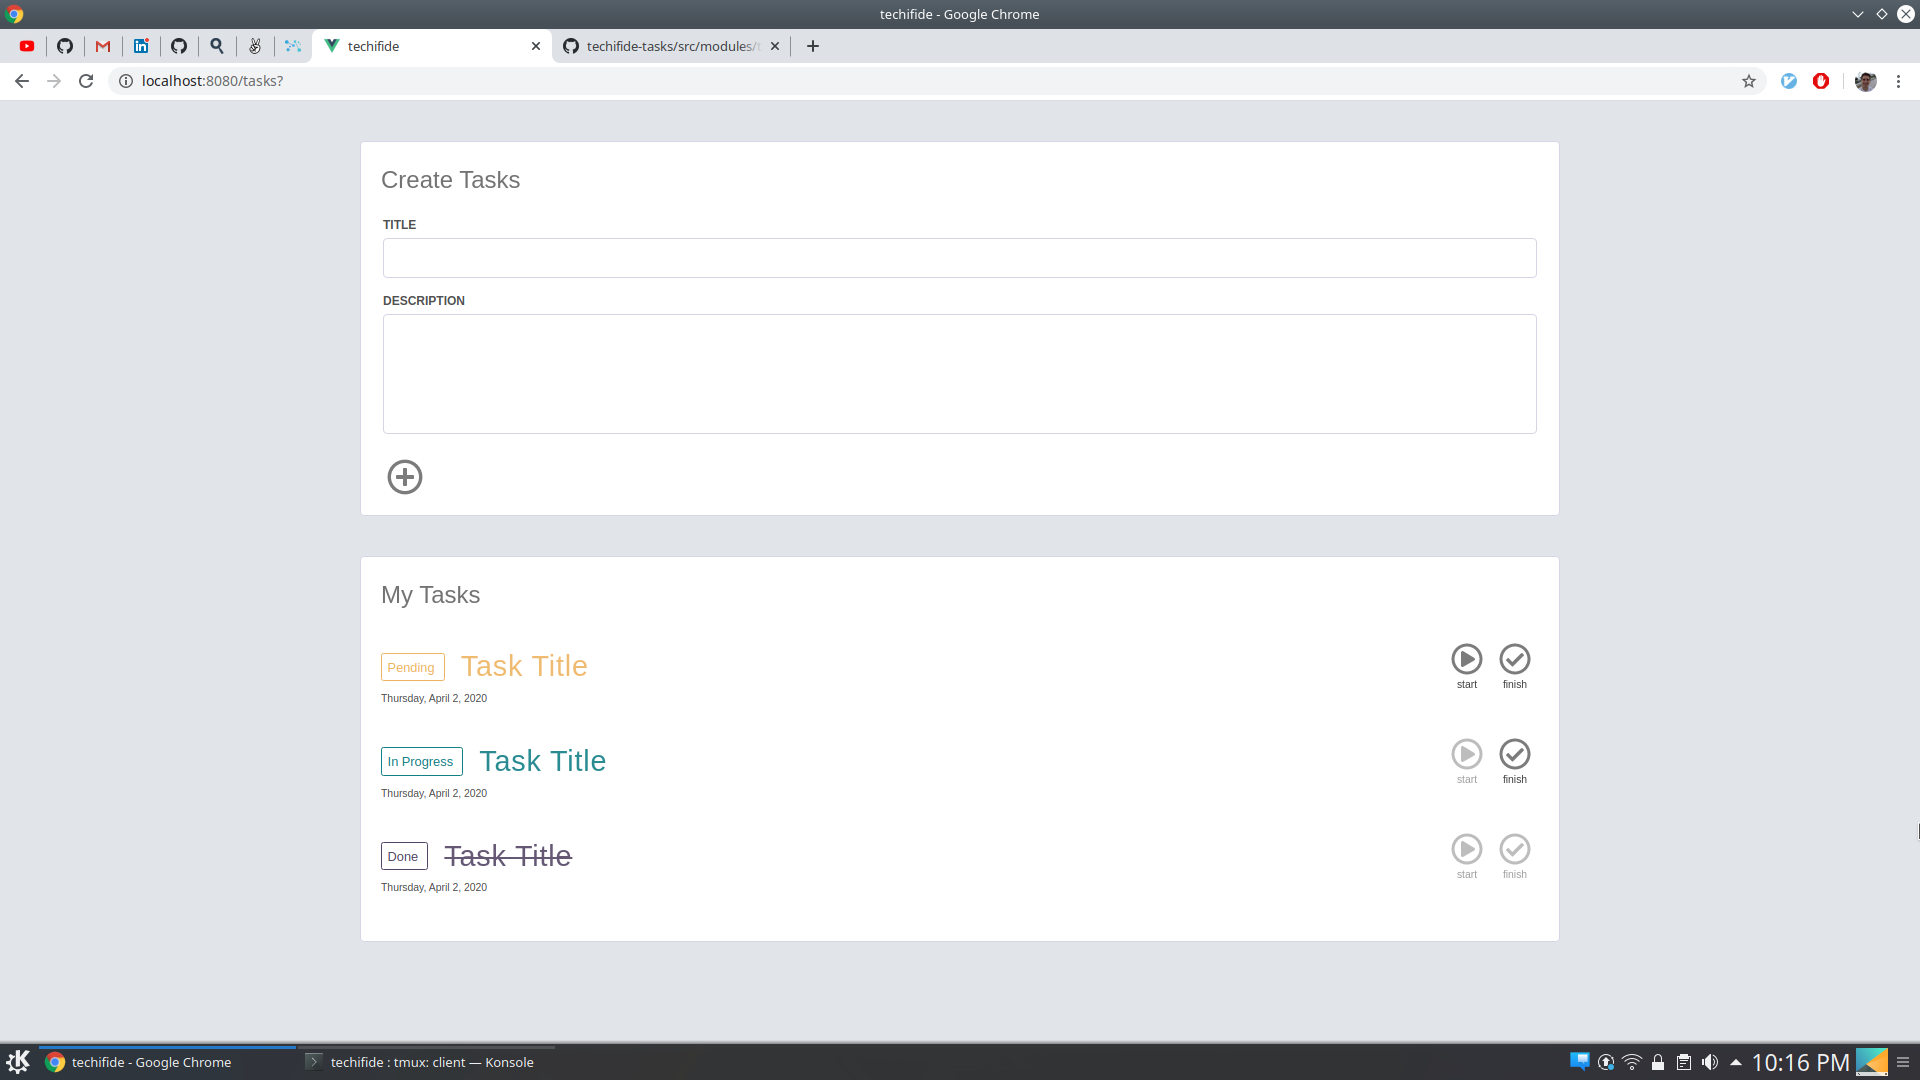 techifide - Google Chrome
techifide
techifide-tasks/src/modules/
localhost:8080/tasks?
Create Tasks
TITLE
DESCRIPTION
My Tasks
Pending Task Title
Thursday, April 2, 2020
start finish
In Progress Task Title
Thursday, April 2, 2020
start finish
Done Task Title
Thursday, April 2, 2020
start finish
techifide - Google Chrome
techifide : tmux: client — Konsole
10:16 PM